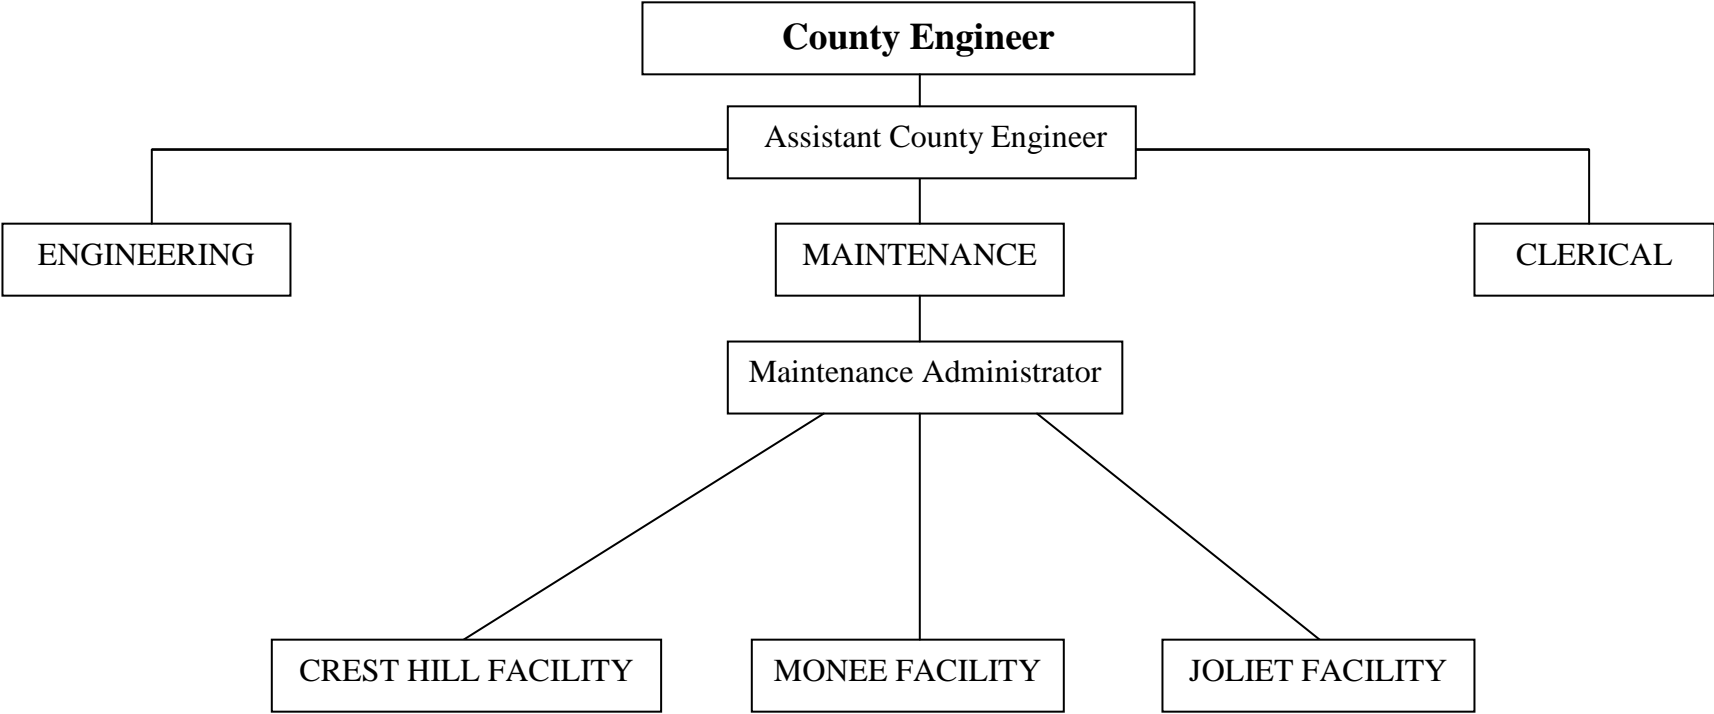 County Engineer
Assistant County Engineer
ENGINEERING
MAINTENANCE
CLERICAL
Maintenance Administrator
CREST HILL FACILITY
MONEE FACILITY
JOLIET FACILITY